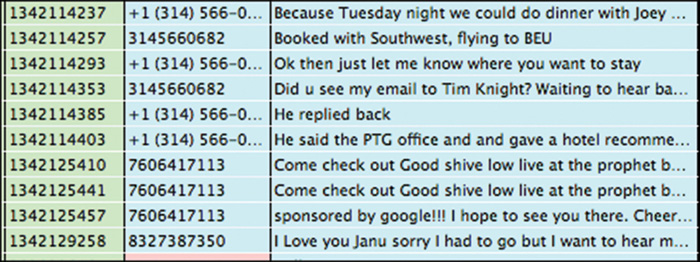 1342114237 +1 (314) 566-0... Because Tuesday night we could do dinner with Joey ...
1342114257 3145660682 Booked with Southwest, flying to BEU
1342114293 +1 (314) 566-0... Ok then just let me know where you want to stay
1342114353 3145660682 Did u see my email to Tim Knight? Waiting to hear ba...
1342114385 +1 (314) 566-0... He replied back
1342114403 +1 (314) 566-0... He said the PTG office and and gave a hotel recomme...
1342125410 7606417113 Come check out Good shive low live at the prophet b...
1342125441 7606417113 Come check out Good shive low live at the prophet b...
1342125457 7606417113 sponsored by google!!! I hope to see you there. Cheer...
1342129258 8327387350 I Love you Janu sorry I had to go but I want to hear m...